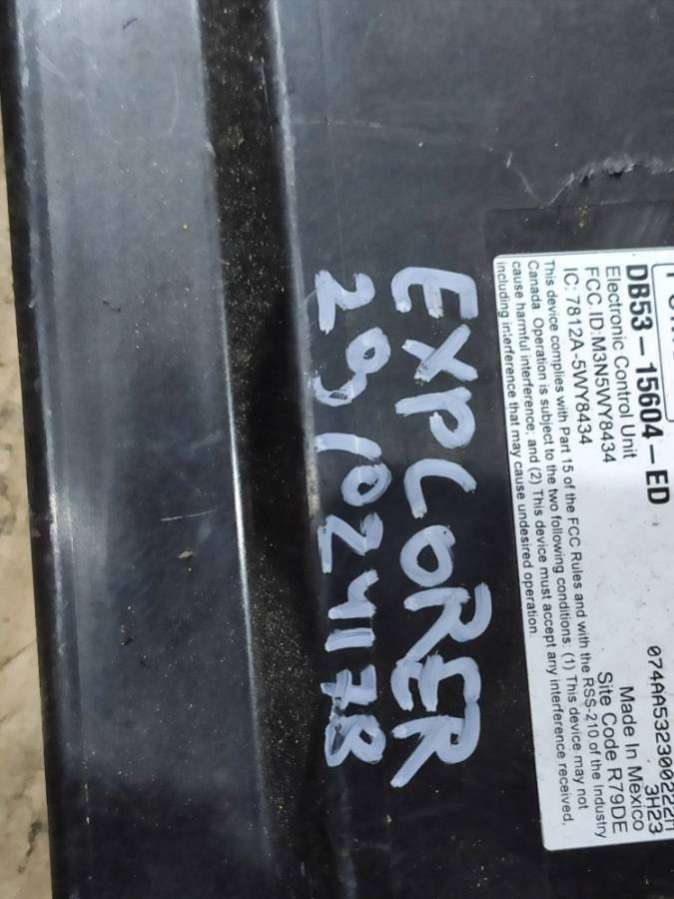 DB53-15604-ED
Electronic Control Unit
FCC ID:M3N5WY8434
IC: 7812A-5WY8434
074AA532300222
3H23
Made In Mexico
Site Code R79DE
This device complies with Part 15 of the FCC Rules and with the RSS-210 of the Industry
Canada. Operation is subject to the two following conditions: (1) This device may not
cause harmful interference, and (2) This device must accept any interference received,
including interference that may cause undesired operation.
EXPLORER
29/024178